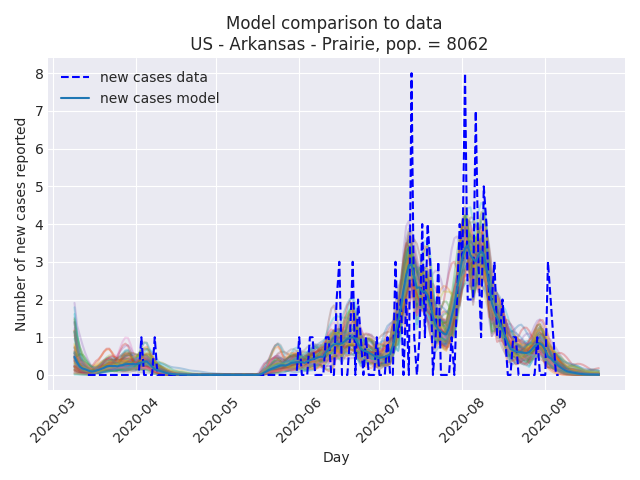 Model comparison to data
US - Arkansas - Prairie, pop. = 8062
new cases data
new cases model
Number of new cases reported
8
7
6
5
4
3
2
1
0
2020-03
2020-04
2020-05
2020-06
2020-07
2020-08
2020-09
Day